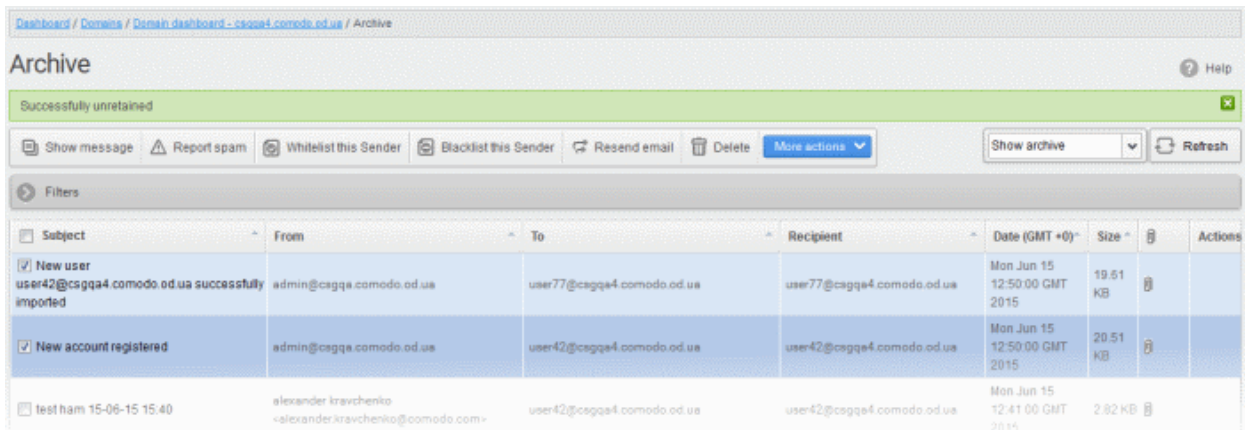 Dashboard / Domains / Domain dashboard - csgqa4.comodo.od.ua / Archive
Archive
Help
Successfully unretained
Show message Report spam Whitelist this Sender Blacklist this Sender Resend email Delete More actions Show archive Refresh
Filters
Subject From To Recipient Date (GMT +0) Size Actions
New user
user42@csgqa4.comodo.od.ua successfully
imported
admin@csgqa.comodo.od.ua
user77@csgqa4.comodo.od.ua
user77@csgqa4.comodo.od.ua
Mon Jun 15
12:50:00 GMT
2015
19.61
KB
New account registered
admin@csgqa.comodo.od.ua
user42@csgqa4.comodo.od.ua
user42@csgqa4.comodo.od.ua
Mon Jun 15
12:50:00 GMT
2015
20.51
KB
test ham 15-06-15 15:40
alexander kravchenko
<alexander.kravchenko@comodo.com>
user42@csgqa4.comodo.od.ua
user42@csgqa4.comodo.od.ua
Mon Jun 15
12:41:00 GMT
2015
2.82 KB